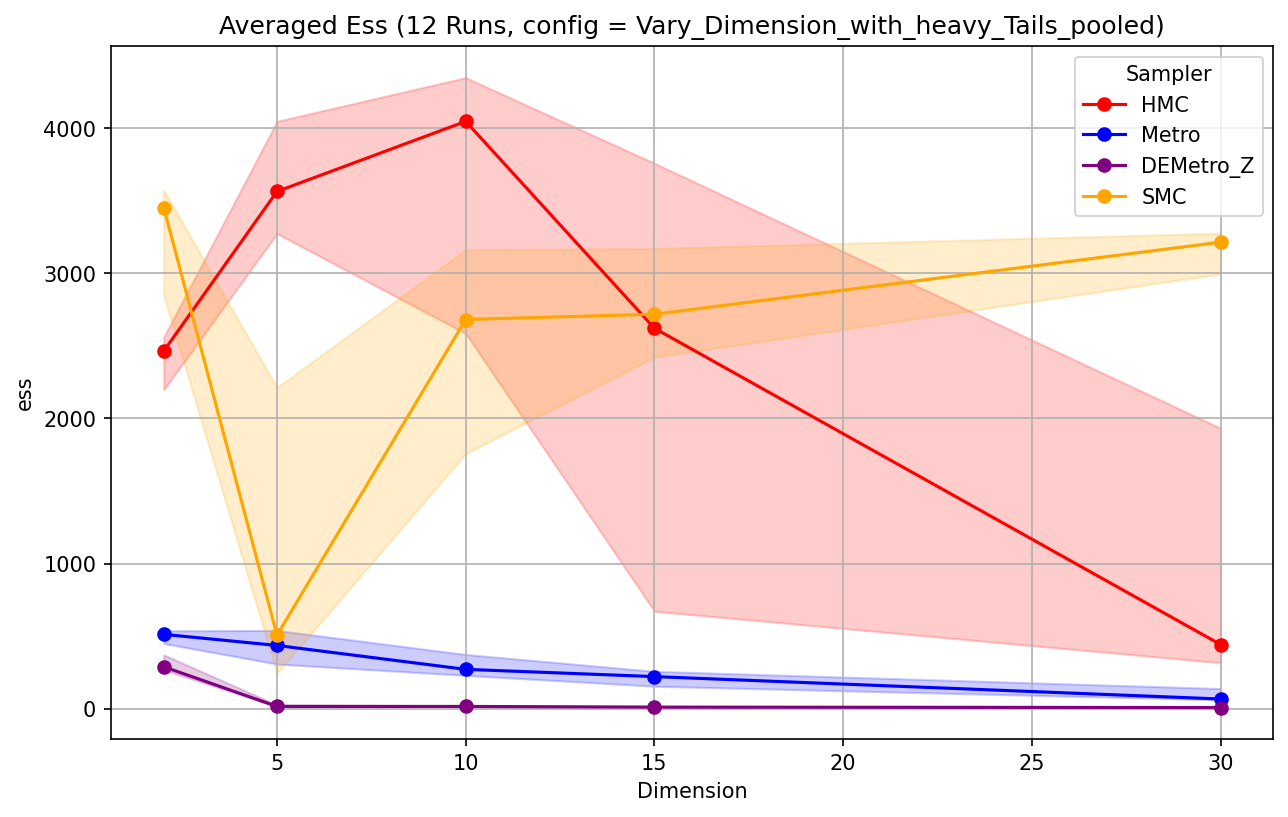 Averaged Ess (12 Runs, config = Vary_Dimension_with_heavy_Tails_pooled)
Sampler
HMC
Metro
DEMetro_Z
SMC
4000
3000
2000
1000
0
ess
5
10
15
20
25
30
Dimension